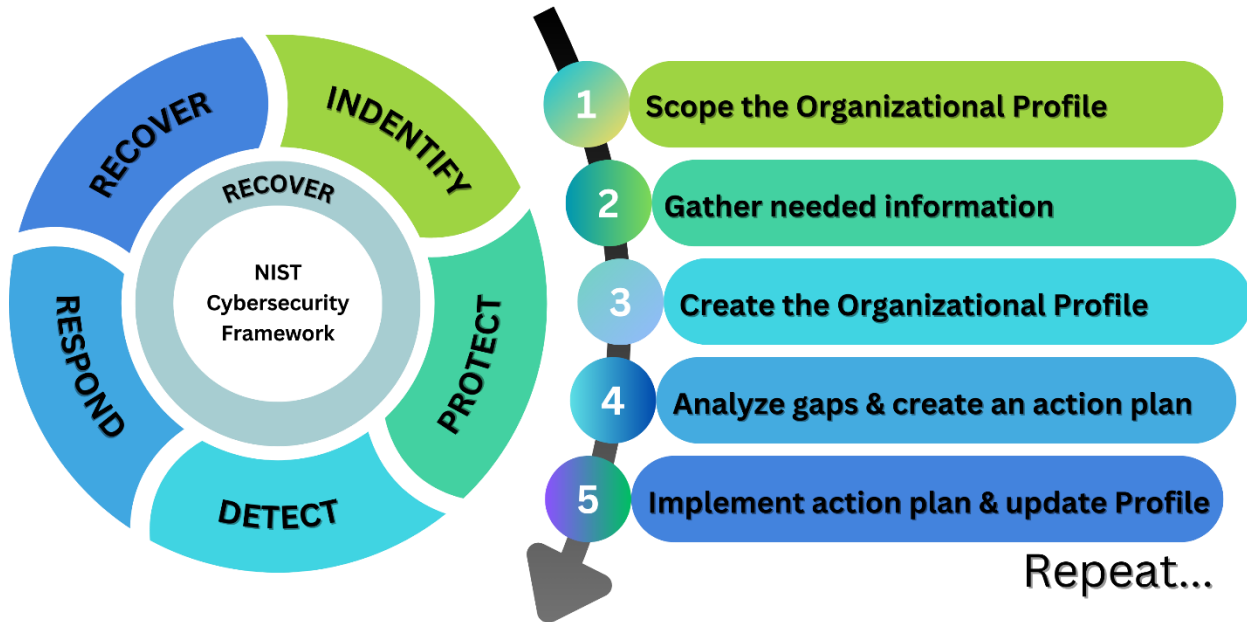 RECOVER
INDENTIFY
PROTECT
DETECT
RESPOND
RECOVER
NIST
Cybersecurity
Framework
1 Scope the Organizational Profile
2 Gather needed information
3 Create the Organizational Profile
4 Analyze gaps & create an action plan
5 Implement action plan & update Profile
Repeat...